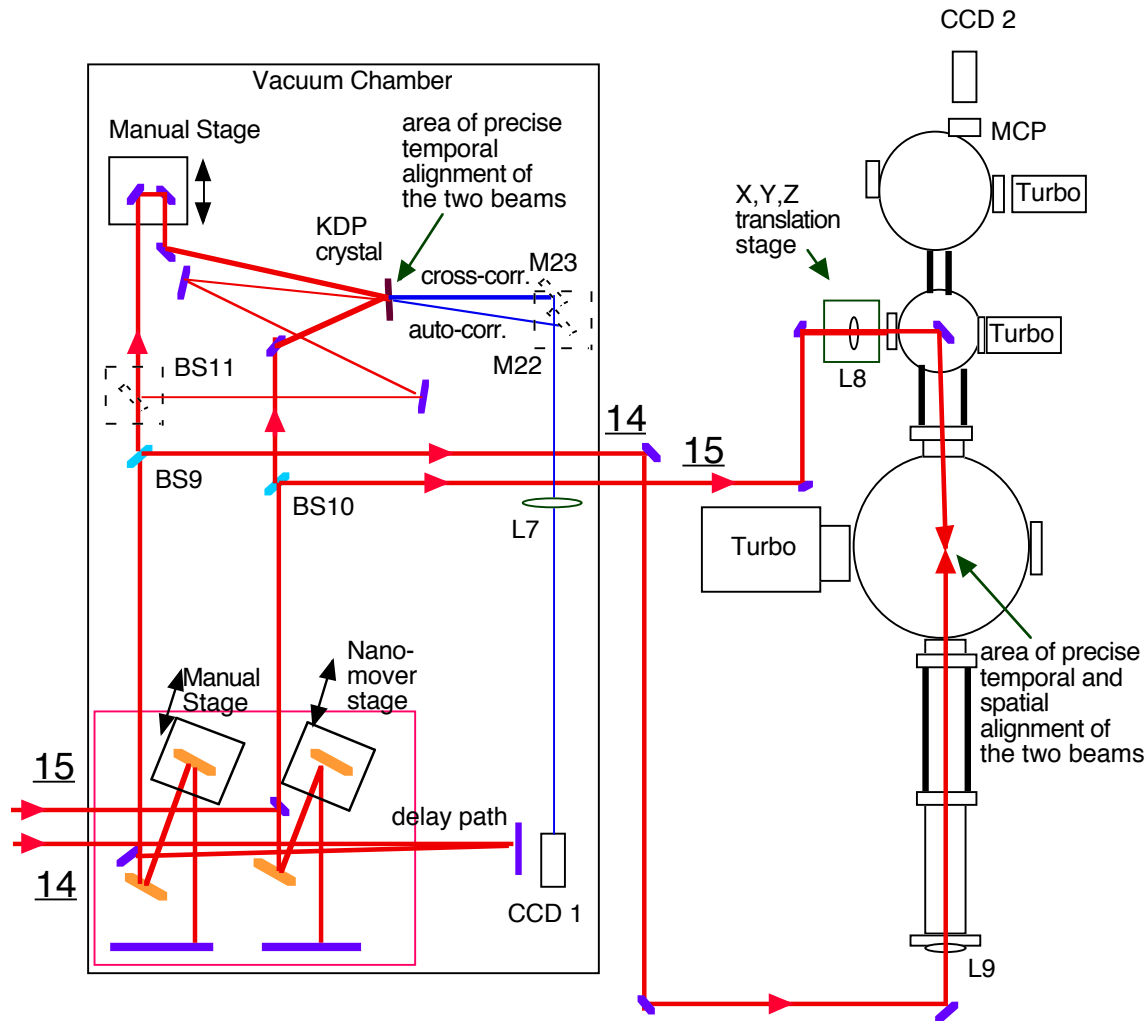 CCD 2
Vacuum Chamber
Manual Stage
area of precise
temporal
alignment of
the two beams
MCP
Turbo
X,Y,Z
translation
stage
KDP
crystal
cross-corr.
M23
auto-corr.
M22
Turbo
L8
BS11
14
15
BS9
BS10
L7
Turbo
Nano-
mover
stage
Manual
Stage
area of precise
temporal and
spatial
alignment of
the two beams
15
delay path
14
CCD 1
L9